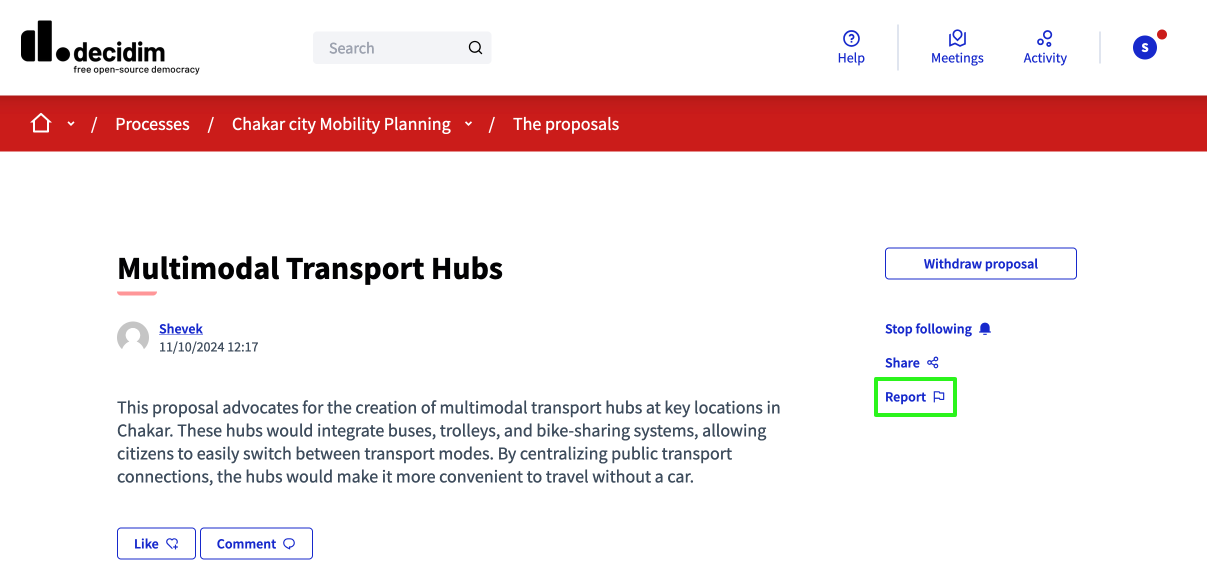 decidim
free open-source democracy
Search
Help
Meetings
Activity
S
/ Processes / Chakar city Mobility Planning / The proposals
Multimodal Transport Hubs
Withdraw proposal
Shevek
11/10/2024 12:17
Stop following
Share
Report
This proposal advocates for the creation of multimodal transport hubs at key locations in
Chakar. These hubs would integrate buses, trolleys, and bike-sharing systems, allowing
citizens to easily switch between transport modes. By centralizing public transport
connections, the hubs would make it more convenient to travel without a car.
Like
Comment